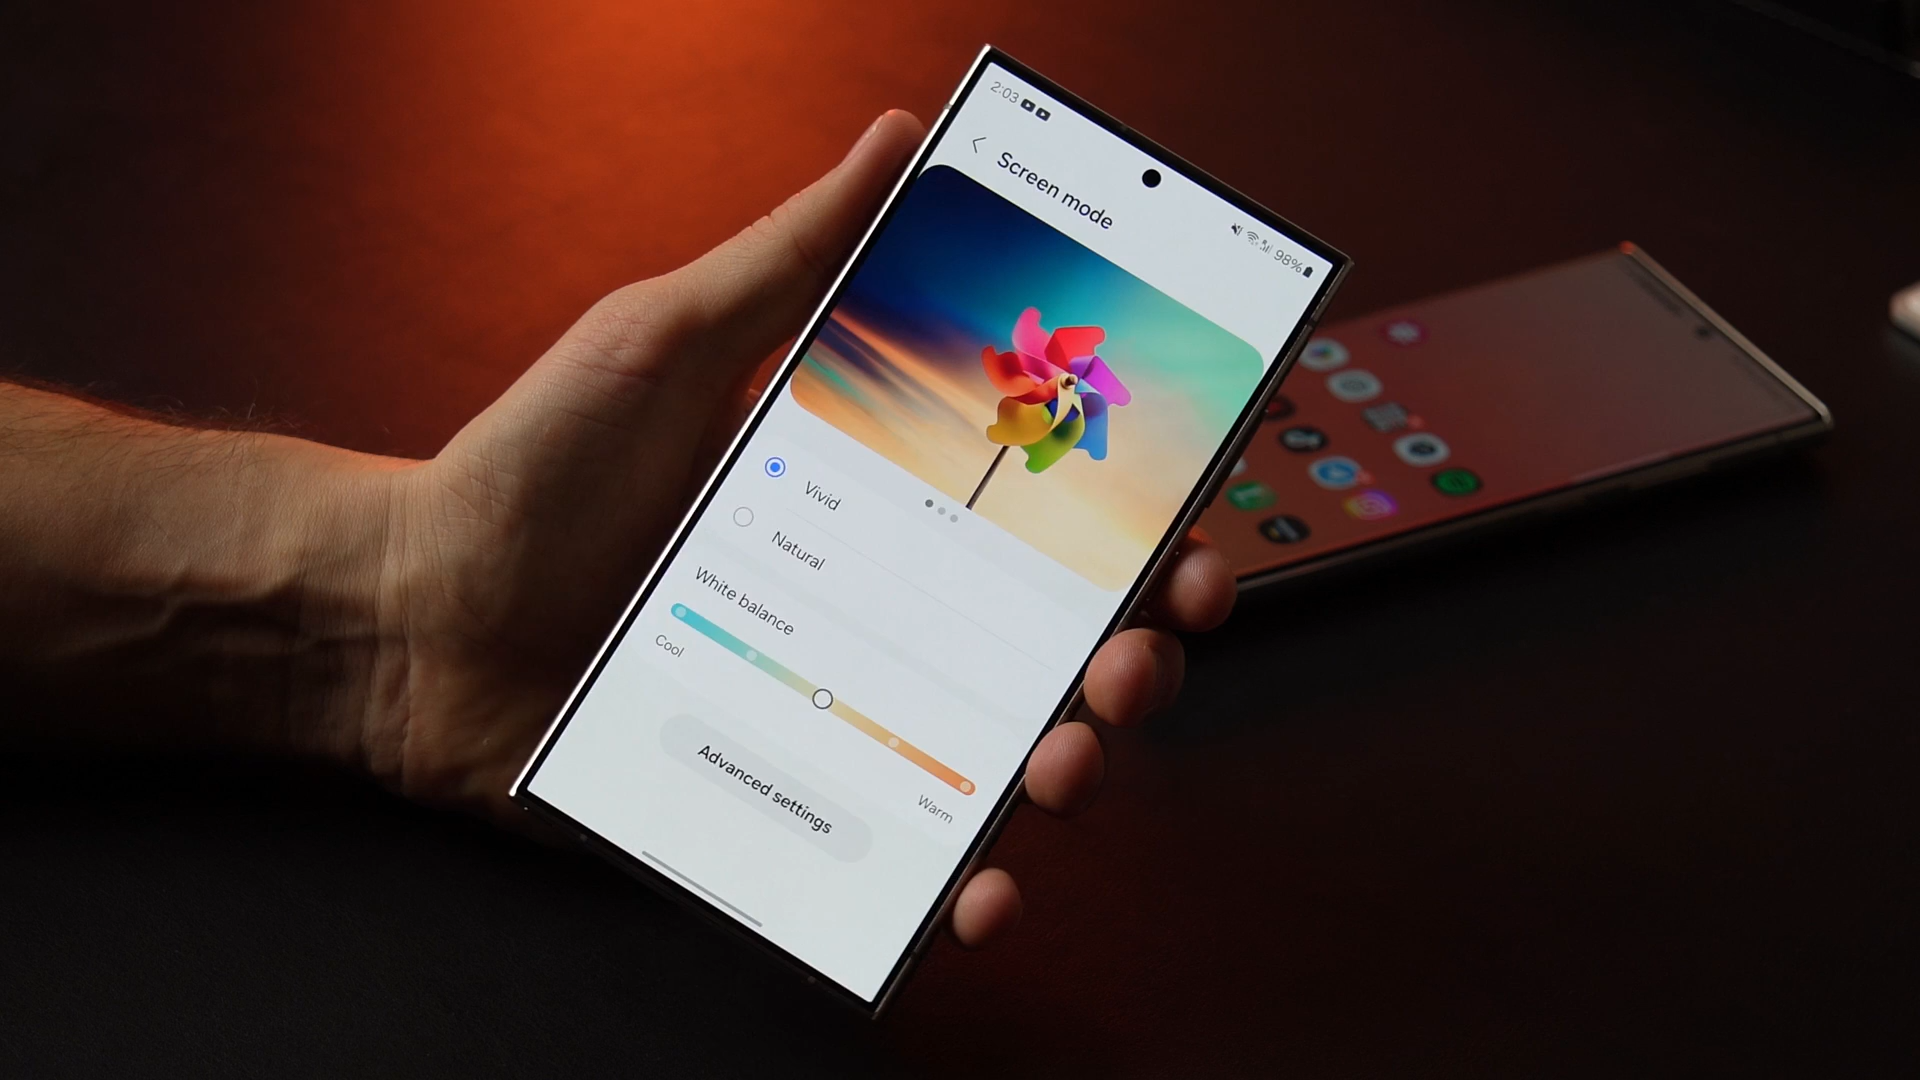 2:03
98%
Screen mode
Vivid
Natural
White balance
Cool
Warm
Advanced settings